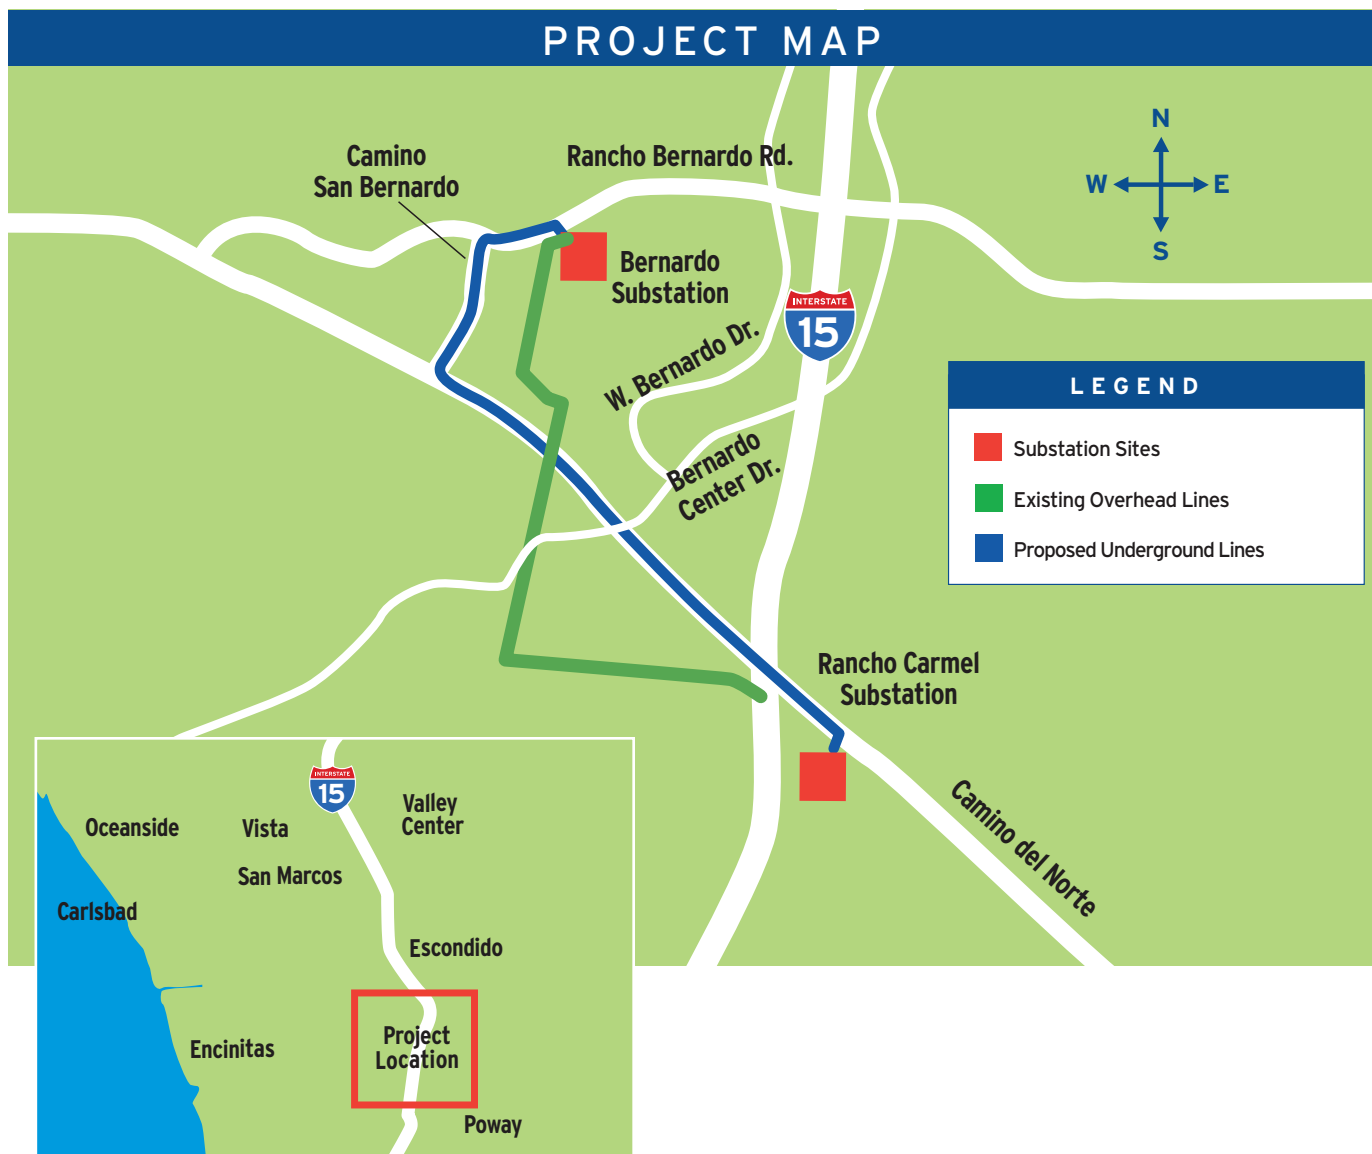 PROJECT MAP
N
W
E
S
Camino
San Bernardo
Rancho Bernardo Rd.
Bernardo
Substation
INTERSTATE
15
W. Bernardo Dr.
Bernardo
Center Dr.
LEGEND
Substation Sites
Existing Overhead Lines
Proposed Underground Lines
Rancho Carmel
Substation
Camino del Norte
INTERSTATE
15
Valley
Center
Oceanside
Vista
San Marcos
Carlsbad
Escondido
Encinitas
Project
Location
Poway